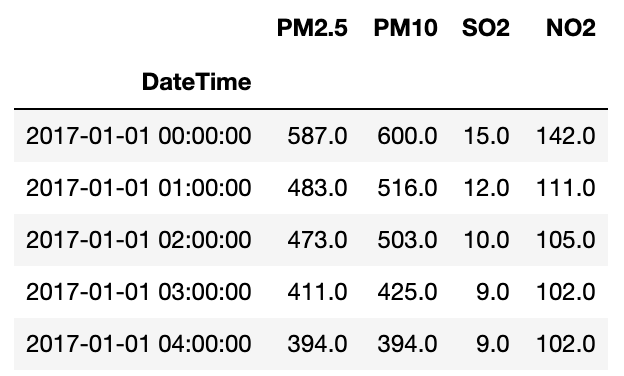 PM2.5 PM10 SO2 NO2
DateTime
2017-01-01 00:00:00 587.0 600.0 15.0 142.0
2017-01-01 01:00:00 483.0 516.0 12.0 111.0
2017-01-01 02:00:00 473.0 503.0 10.0 105.0
2017-01-01 03:00:00 411.0 425.0 9.0 102.0
2017-01-01 04:00:00 394.0 394.0 9.0 102.0